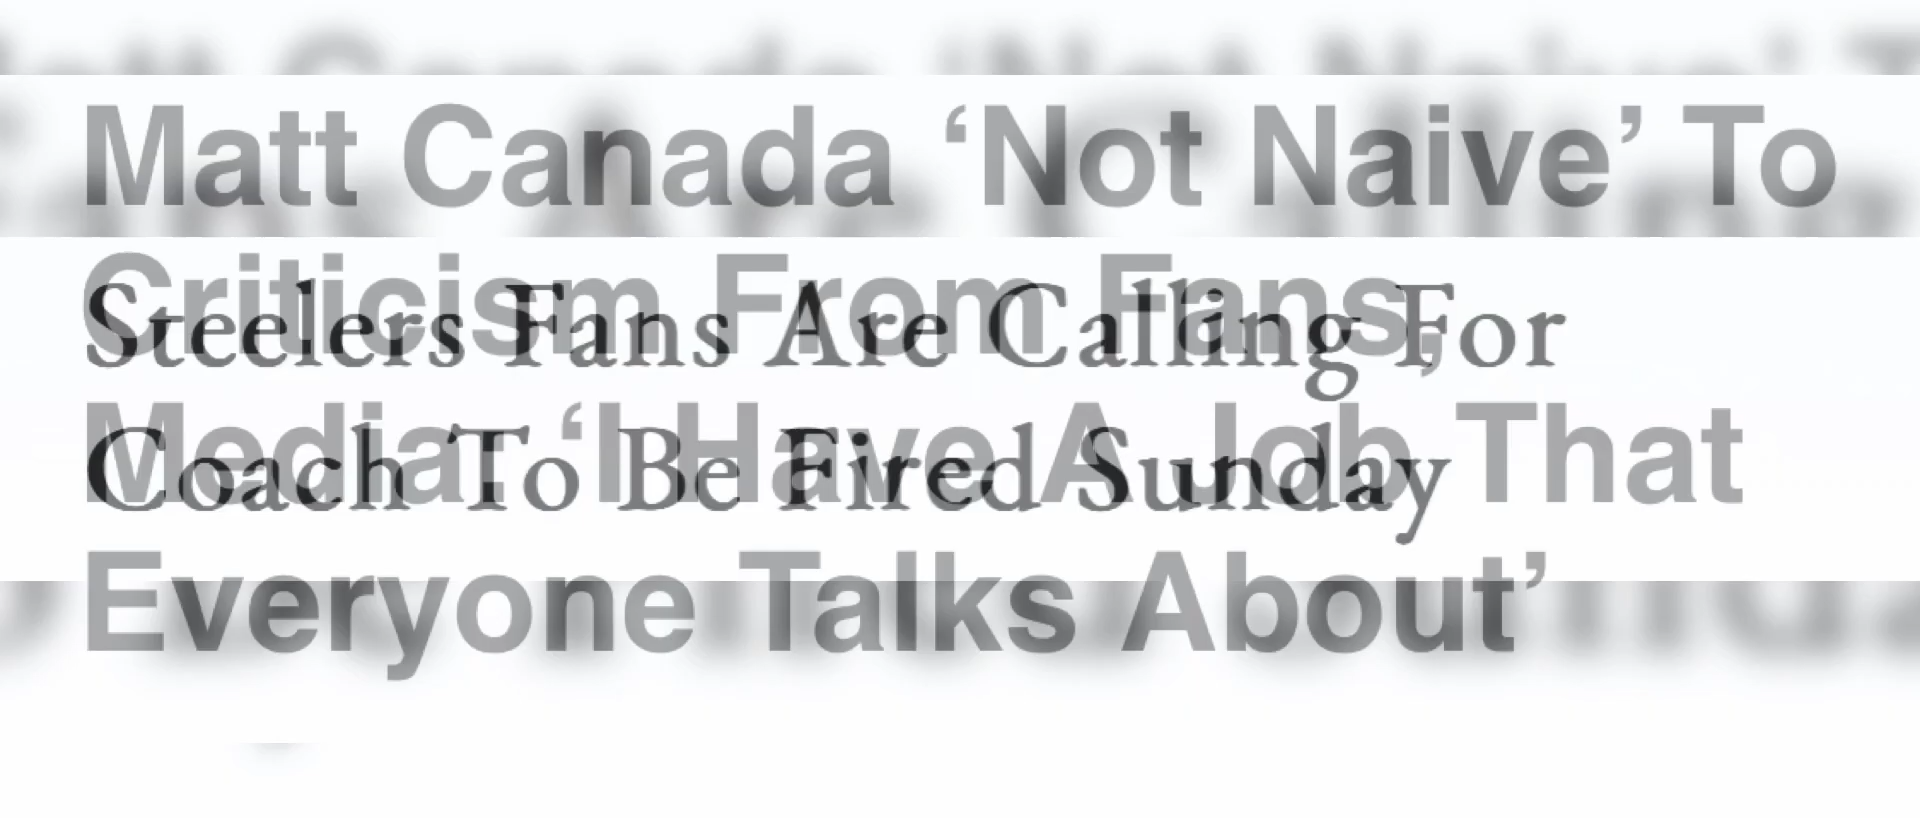 Matt Canada ‘Not Naive’ To
Criticism From Fans,
Media: ‘I Have A Job That
Everyone Talks About’
Steelers Fans Are Calling For
Coach To Be Fired Sunday